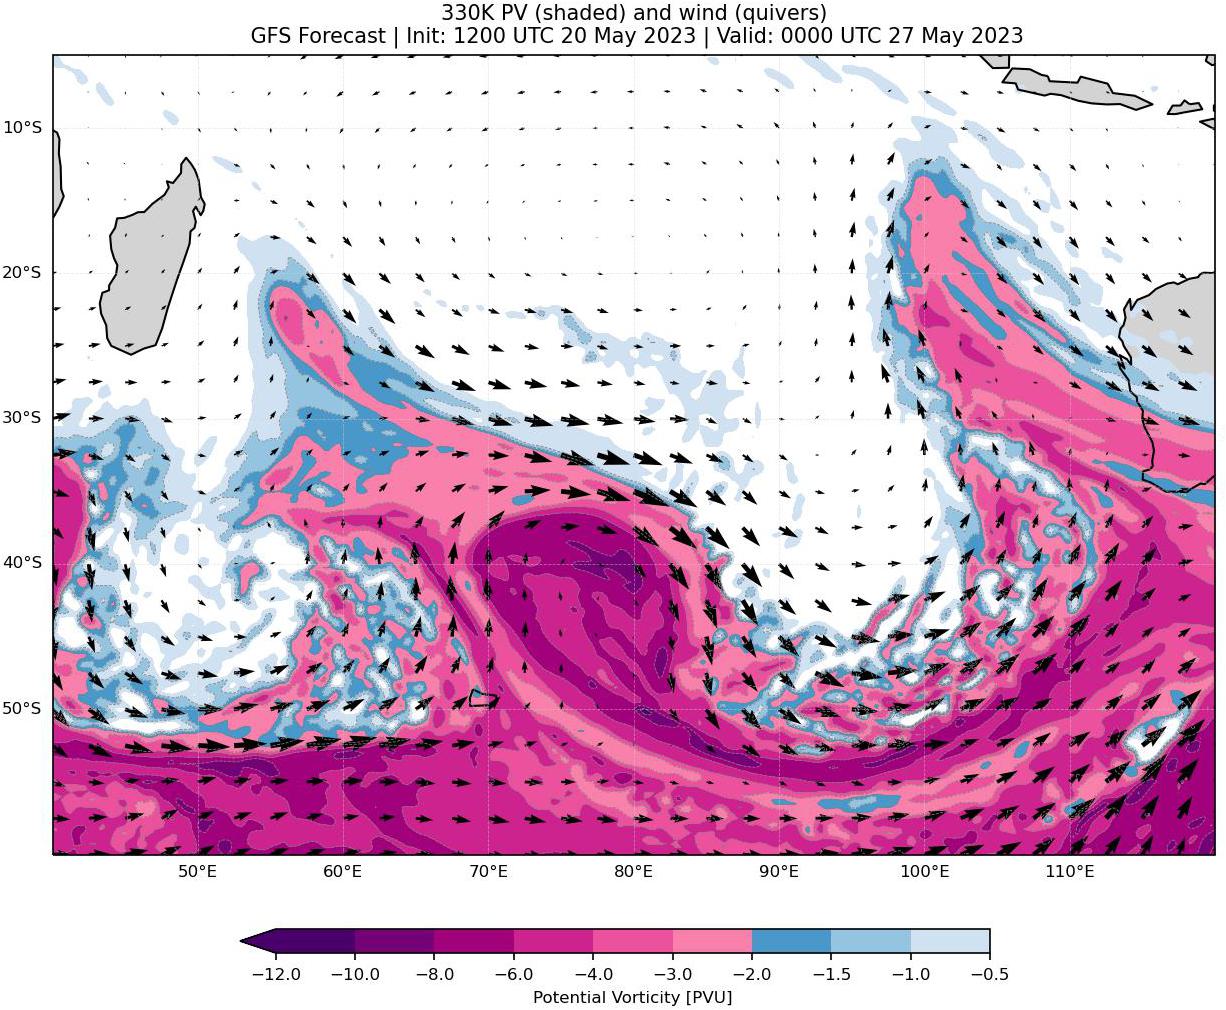 330K PV (shaded) and wind (quivers)
GFS Forecast | Init: 1200 UTC 20 May 2023 | Valid: 0000 UTC 27 May 2023
10°S
20°S
30°S
40°S
50°S
50°E 60°E 70°E 80°E 90°E 100°E 110°E
−12.0 −10.0 −8.0 −6.0 −4.0 −3.0 −2.0 −1.5 −1.0 −0.5
Potential Vorticity [PVU]